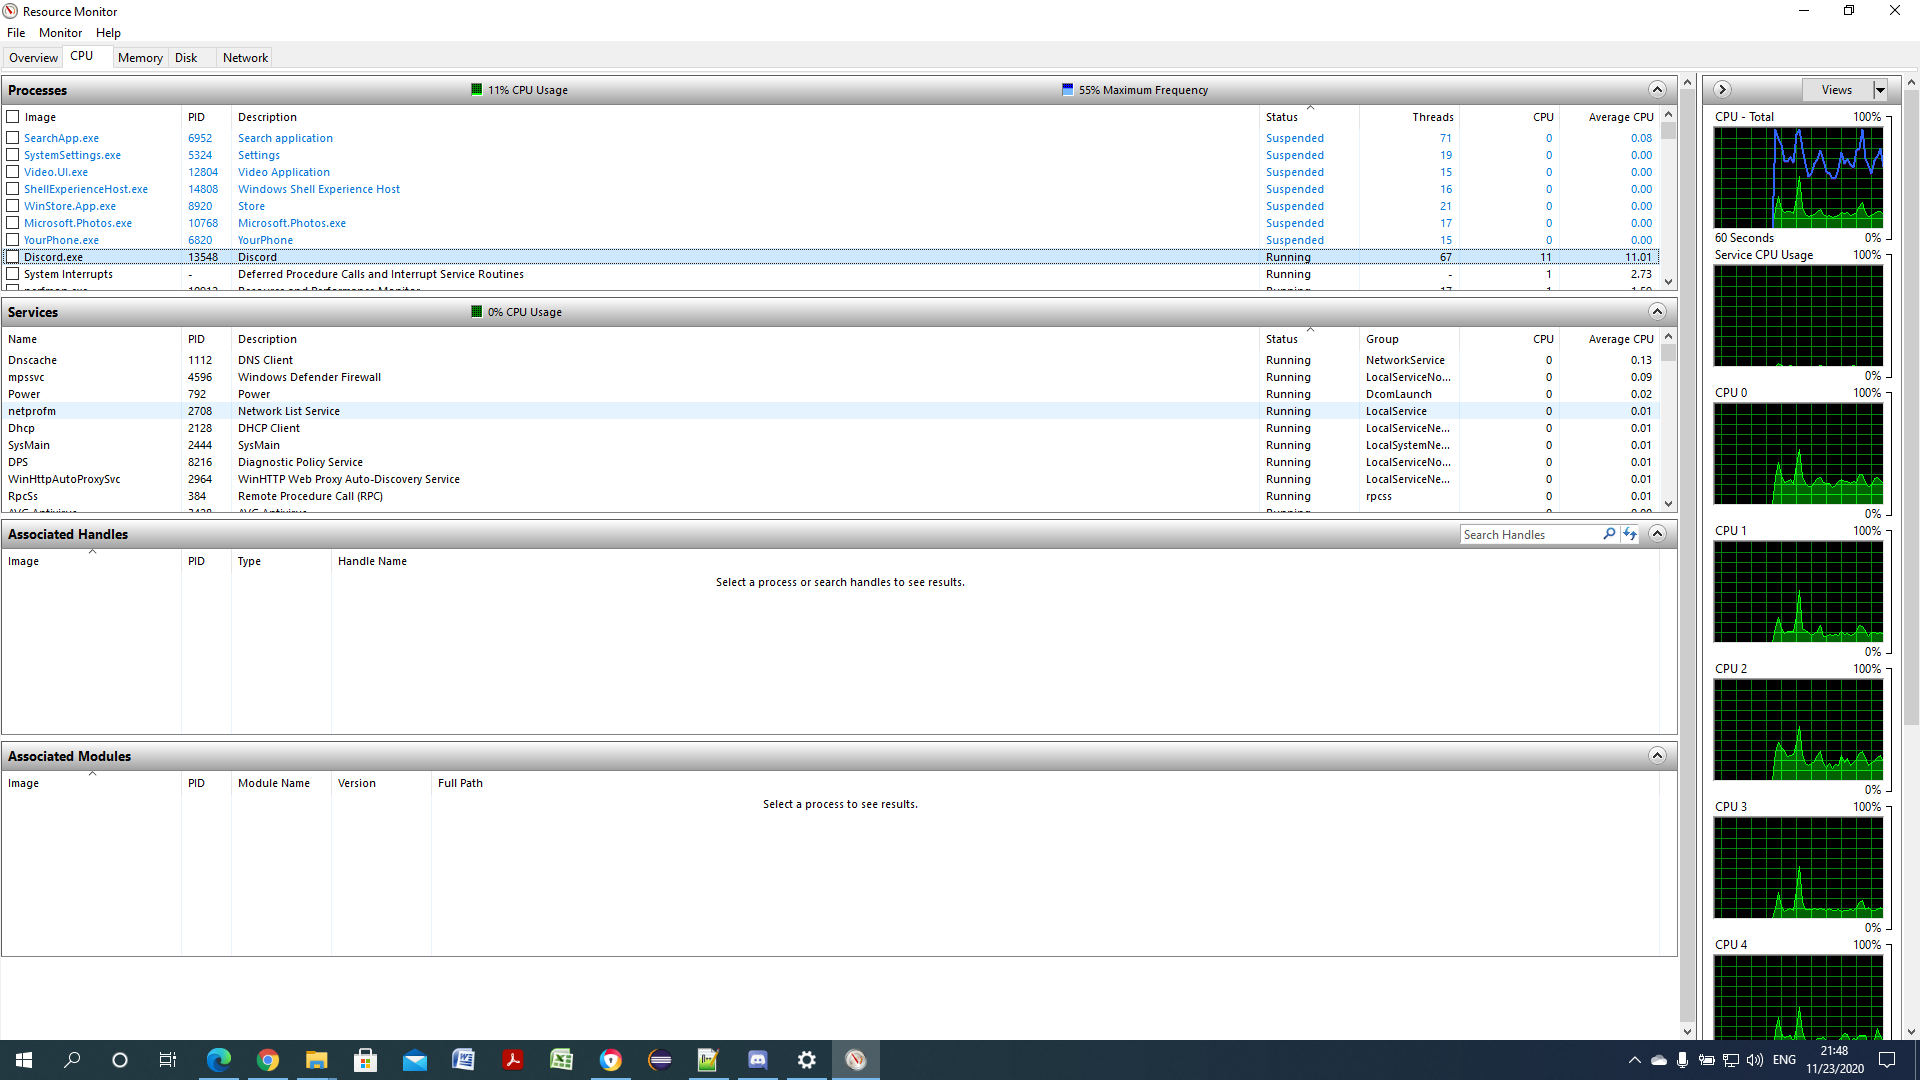 Resource Monitor
File Monitor Help
Overview CPU Memory Disk Network
Processes 11% CPU Usage 55% Maximum Frequency
Image PID Description Status Threads CPU Average CPU
SearchApp.exe 6952 Search application Suspended 71 0 0.08
SystemSettings.exe 5324 Settings Suspended 19 0 0.00
Video.UI.exe 12804 Video Application Suspended 15 0 0.00
ShellExperienceHost.exe 14808 Windows Shell Experience Host Suspended 16 0 0.00
WinStore.App.exe 8920 Store Suspended 21 0 0.00
Microsoft.Photos.exe 10768 Microsoft.Photos.exe Suspended 17 0 0.00
YourPhone.exe 6820 YourPhone Suspended 15 0 0.00
Discord.exe 13548 Discord Running 67 11 11.01
System Interrupts - Deferred Procedure Calls and Interrupt Service Routines Running - 1 2.73
Services 0% CPU Usage
Name PID Description Status Group CPU Average CPU
Dnscache 1112 DNS Client Running NetworkService 0 0.13
mpssvc 4596 Windows Defender Firewall Running LocalServiceNo... 0 0.09
Power 792 Power Running DcomLaunch 0 0.02
netprofm 2708 Network List Service Running LocalService 0 0.01
Dhcp 2128 DHCP Client Running LocalServiceNe... 0 0.01
SysMain 2444 SysMain Running LocalSystemNe... 0 0.01
DPS 8216 Diagnostic Policy Service Running LocalServiceNo... 0 0.01
WinHttpAutoProxySvc 2964 WinHTTP Web Proxy Auto-Discovery Service Running LocalServiceNe... 0 0.01
RpcSs 384 Remote Procedure Call (RPC) Running rpcss 0 0.01
Associated Handles Search Handles
Image PID Type Handle Name
Select a process or search handles to see results.
Associated Modules
Image PID Module Name Version Full Path
Select a process to see results.
Views
CPU - Total 100%
60 Seconds 0%
Service CPU Usage 100%
0%
CPU 0 100%
0%
CPU 1 100%
0%
CPU 2 100%
0%
CPU 3 100%
0%
CPU 4 100%
ENG
21:48
11/23/2020